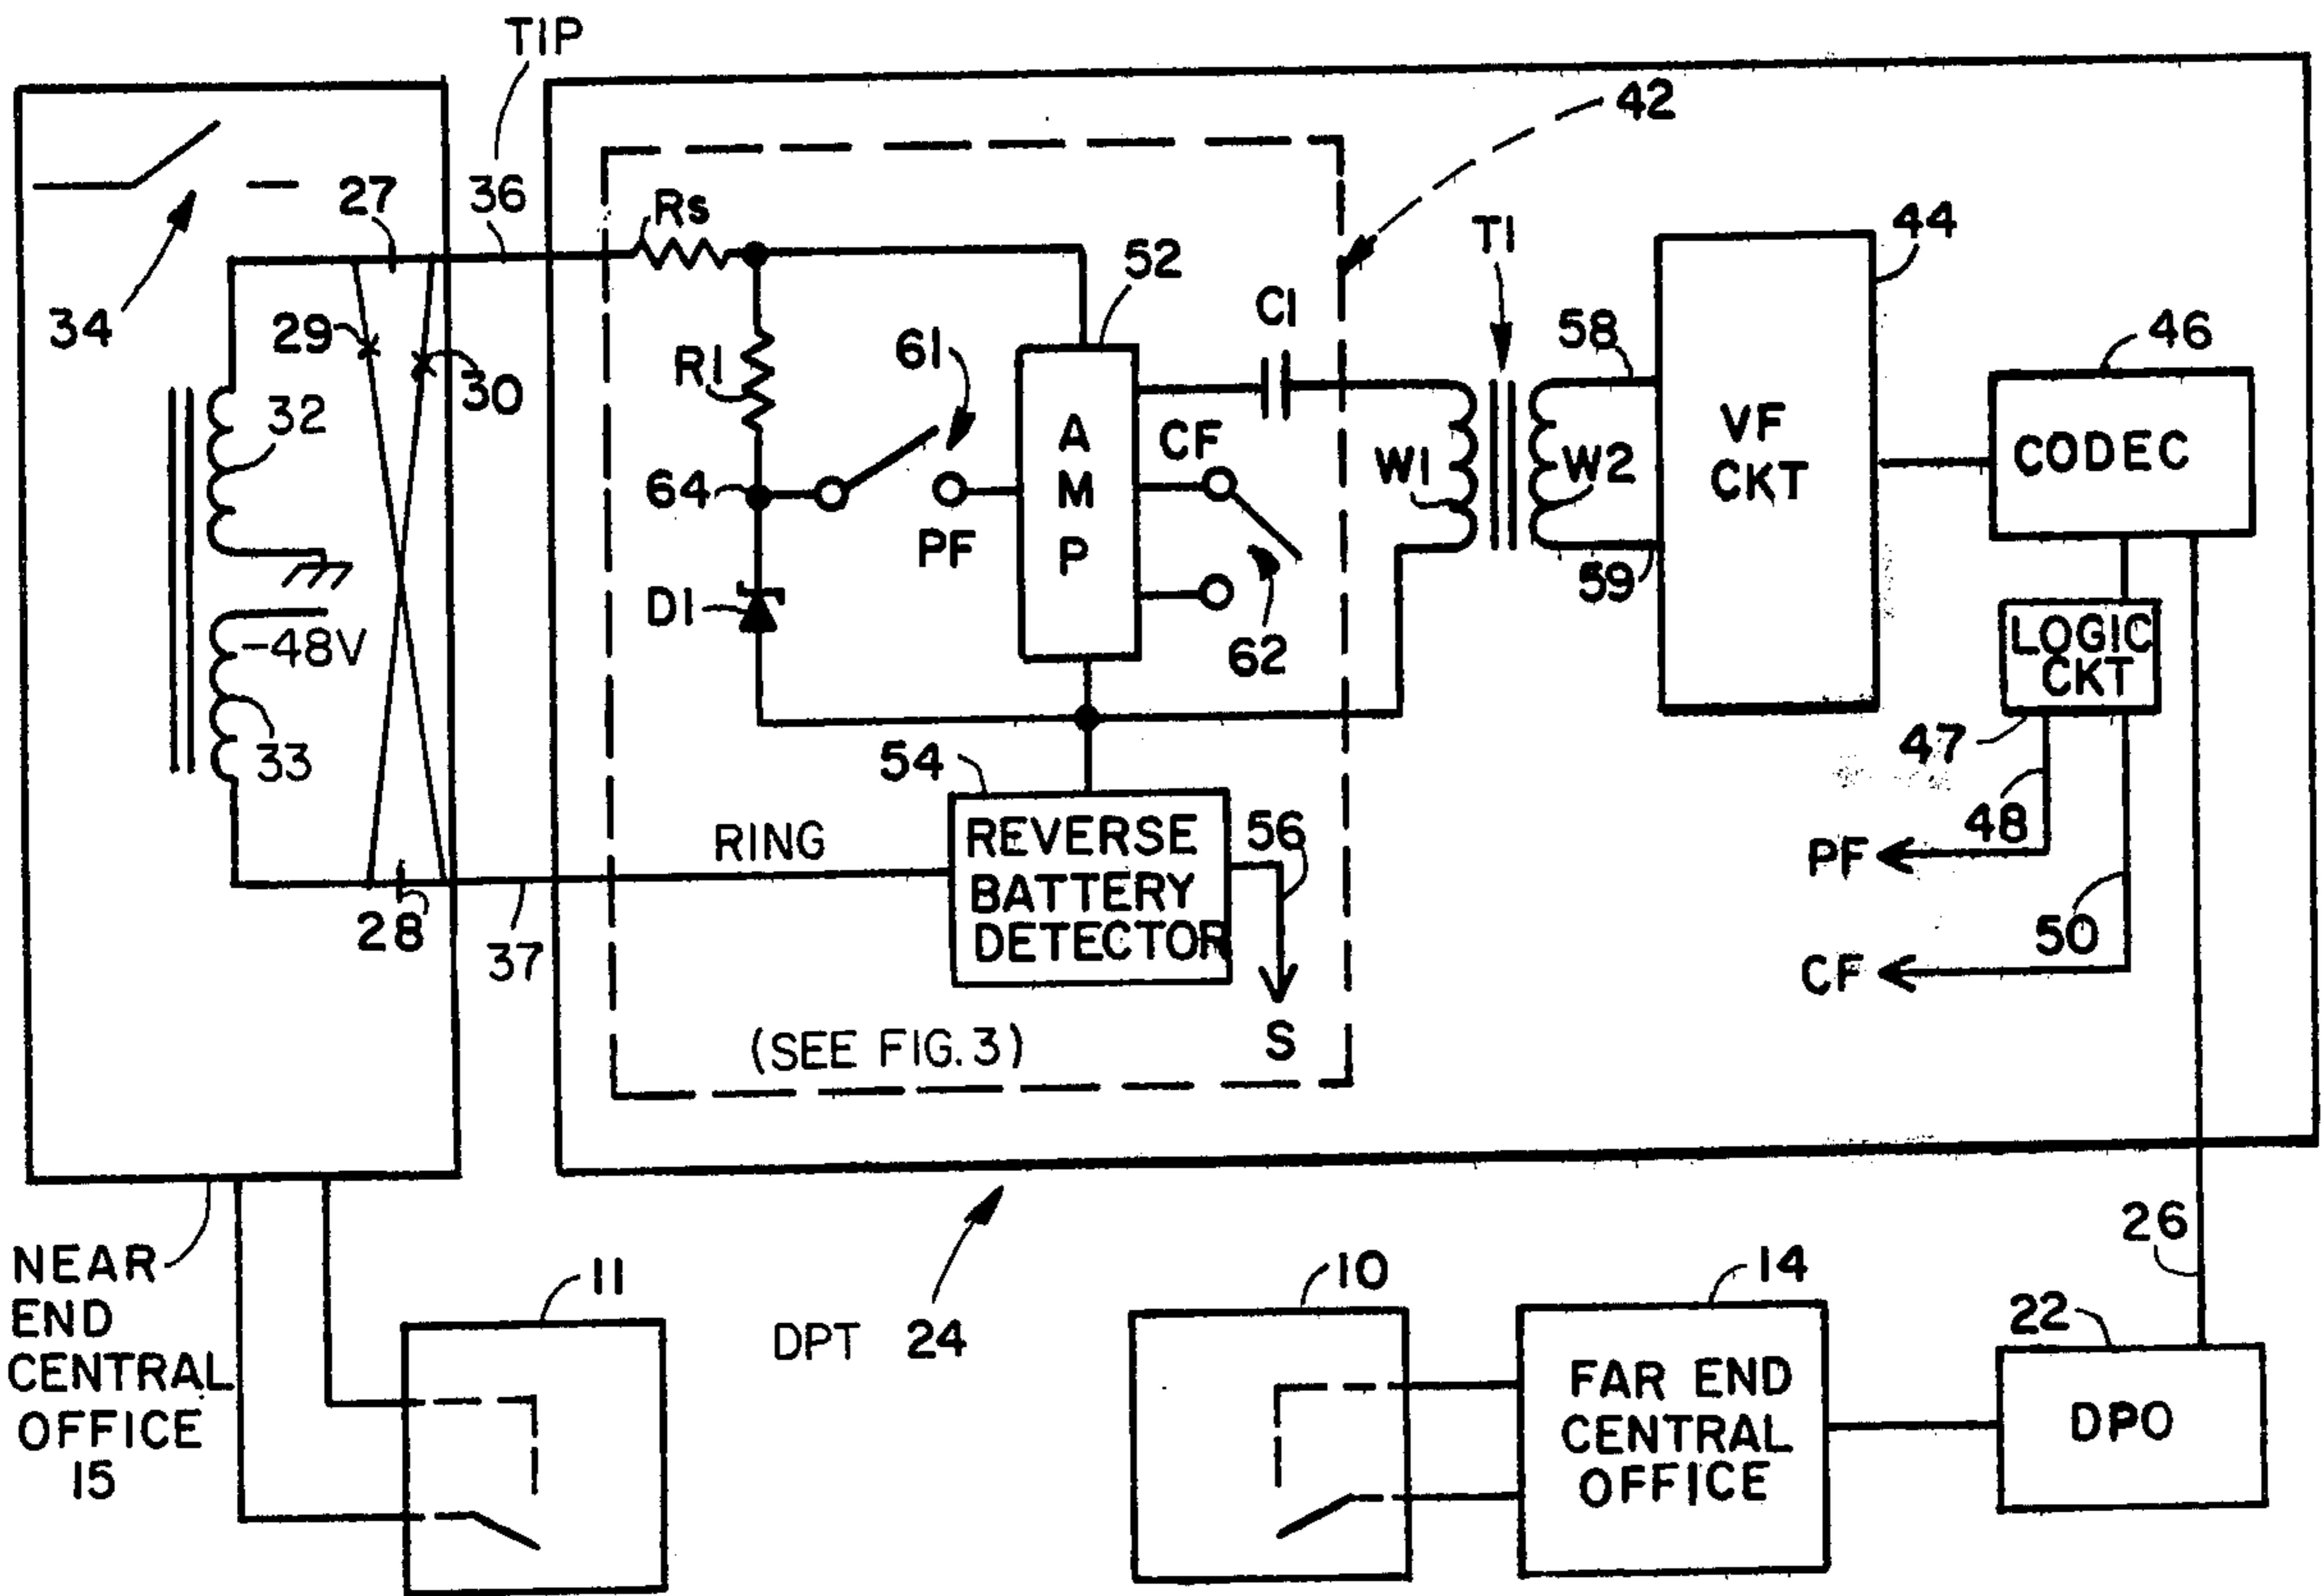 TIP
42
27
36
Rs
T1
44
34
52
C1
58
46
29
30
R1
61
CF
VF
CKT
CODEC
32
64
AMP
W1
W2
PF
-48V
D1
62
59
LOGIC
CKT
33
54
47
48
RING
REVERSE
BATTERY
DETECTOR
56
PF
28
37
50
CF
(SEE FIG. 3)
S
26
NEAR
END
CENTRAL
OFFICE
15
11
DPT 24
10
14
22
FAR END
CENTRAL
OFFICE
DPO